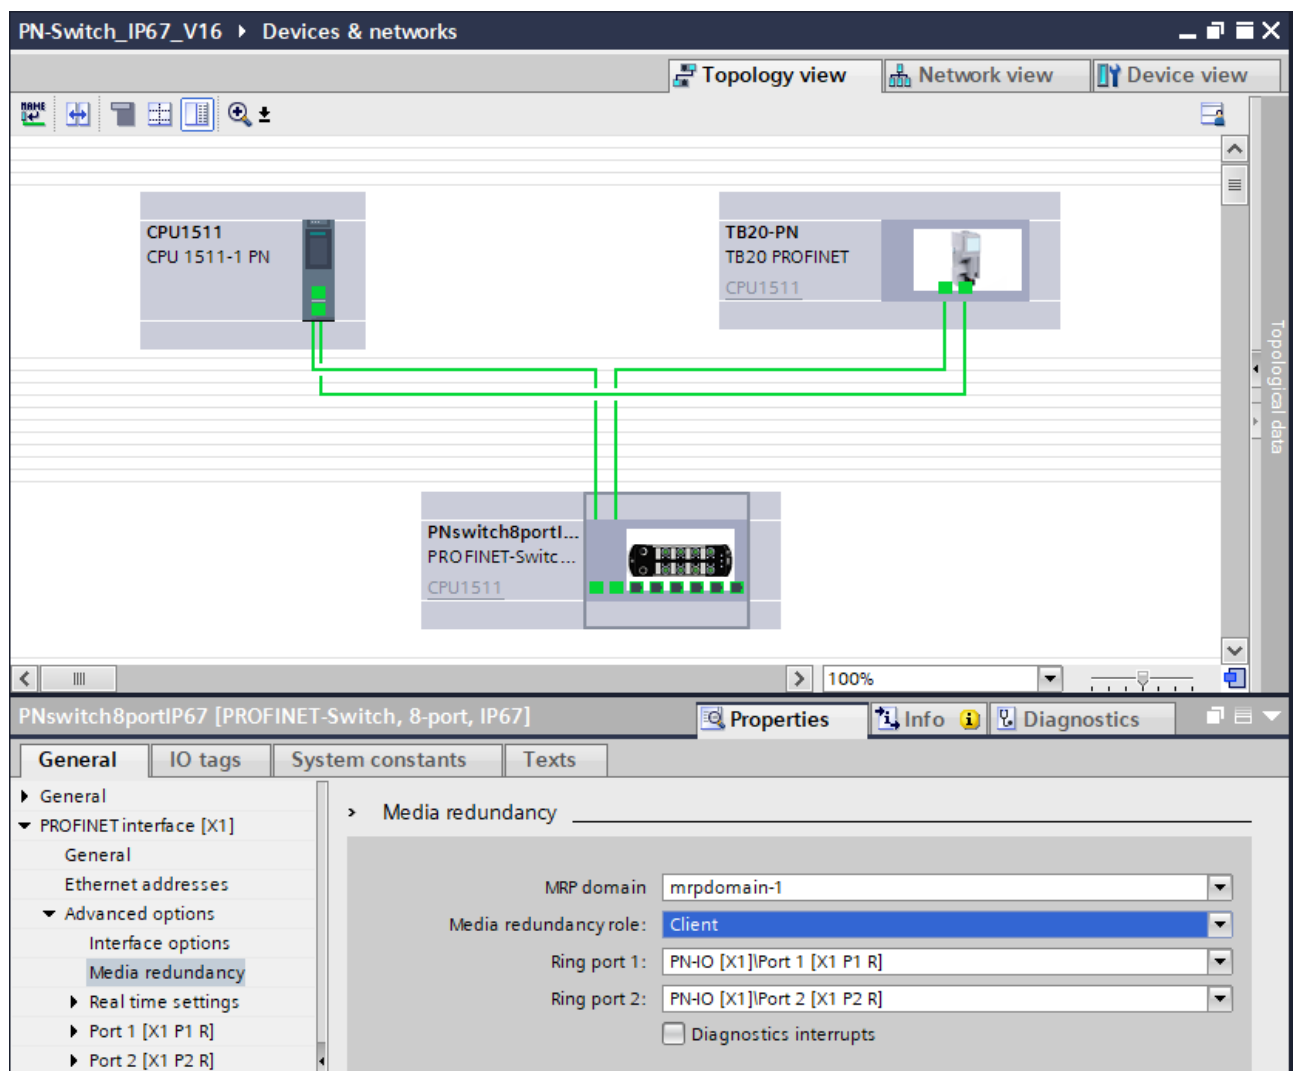 PN-Switch_IP67_V16 ▸ Devices & networks
Topology view
Network view
Device view
NAME
CPU1511
CPU 1511-1 PN
TB20-PN
TB20 PROFINET
CPU1511
Topological data
PNswitch8portI...
PROFINET-Switc...
CPU1511
100%
PNswitch8portIP67 [PROFINET-Switch, 8-port, IP67]
Properties
Info
Diagnostics
General
IO tags
System constants
Texts
General
PROFINET interface [X1]
General
Ethernet addresses
Advanced options
Interface options
Media redundancy
Real time settings
Port 1 [X1 P1 R]
Port 2 [X1 P2 R]
Media redundancy
MRP domain mrpdomain-1
Media redundancy role: Client
Ring port 1: PN-IO [X1]\Port 1 [X1 P1 R]
Ring port 2: PN-IO [X1]\Port 2 [X1 P2 R]
Diagnostics interrupts